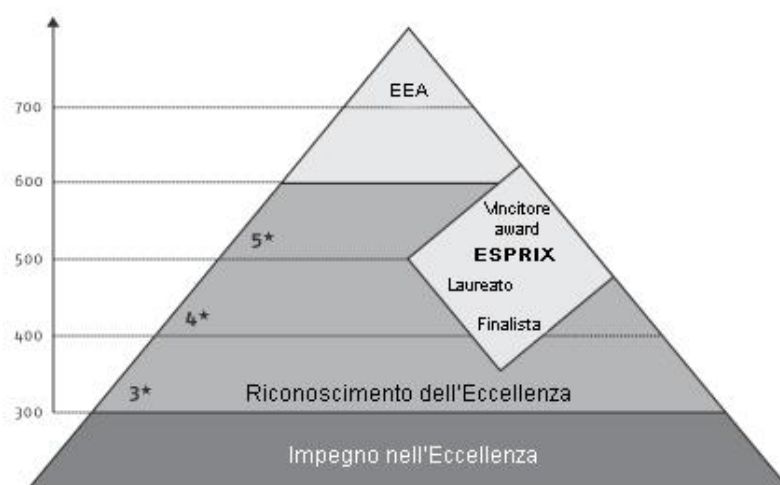 EEA
700
600
Vincitore
award
5*
ESPRIX
500
Laureato
4*
Finalista
400
3*
Riconoscimento dell'Eccellenza
300
Impegno nell'Eccellenza